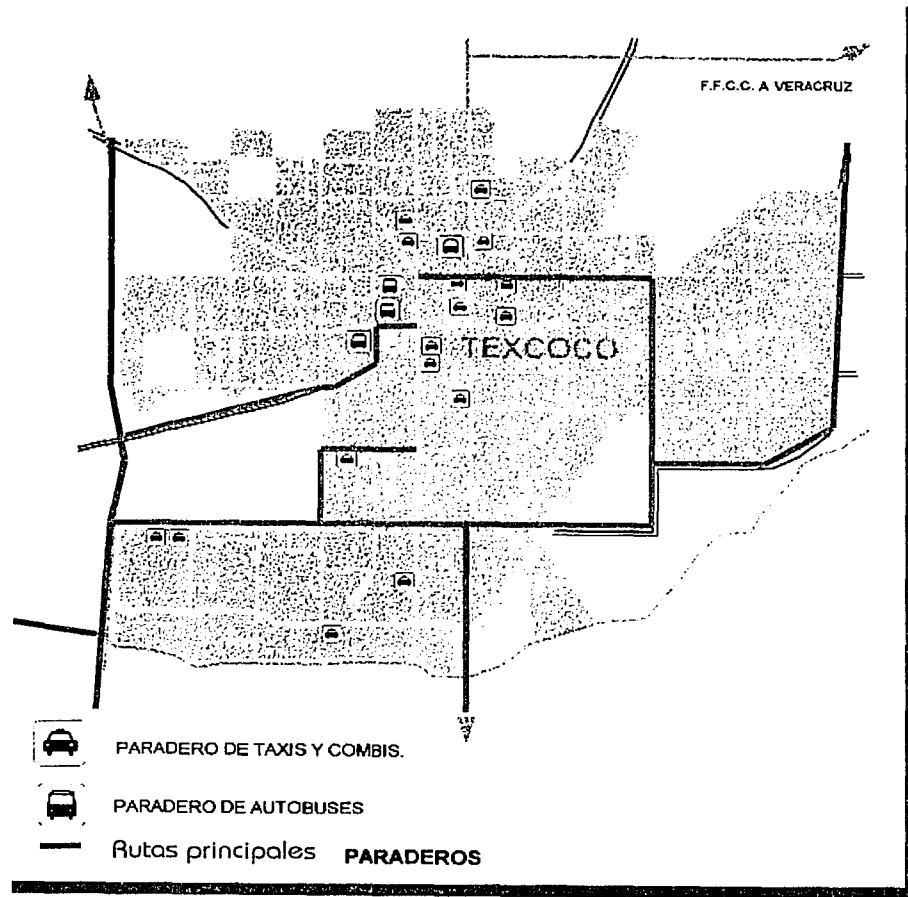 F.F.C.C. A VERACRUZ
TEXCOCO
PARADERO DE TAXIS Y COMBIS.
PARADERO DE AUTOBUSES
Rutas principales PARADEROS